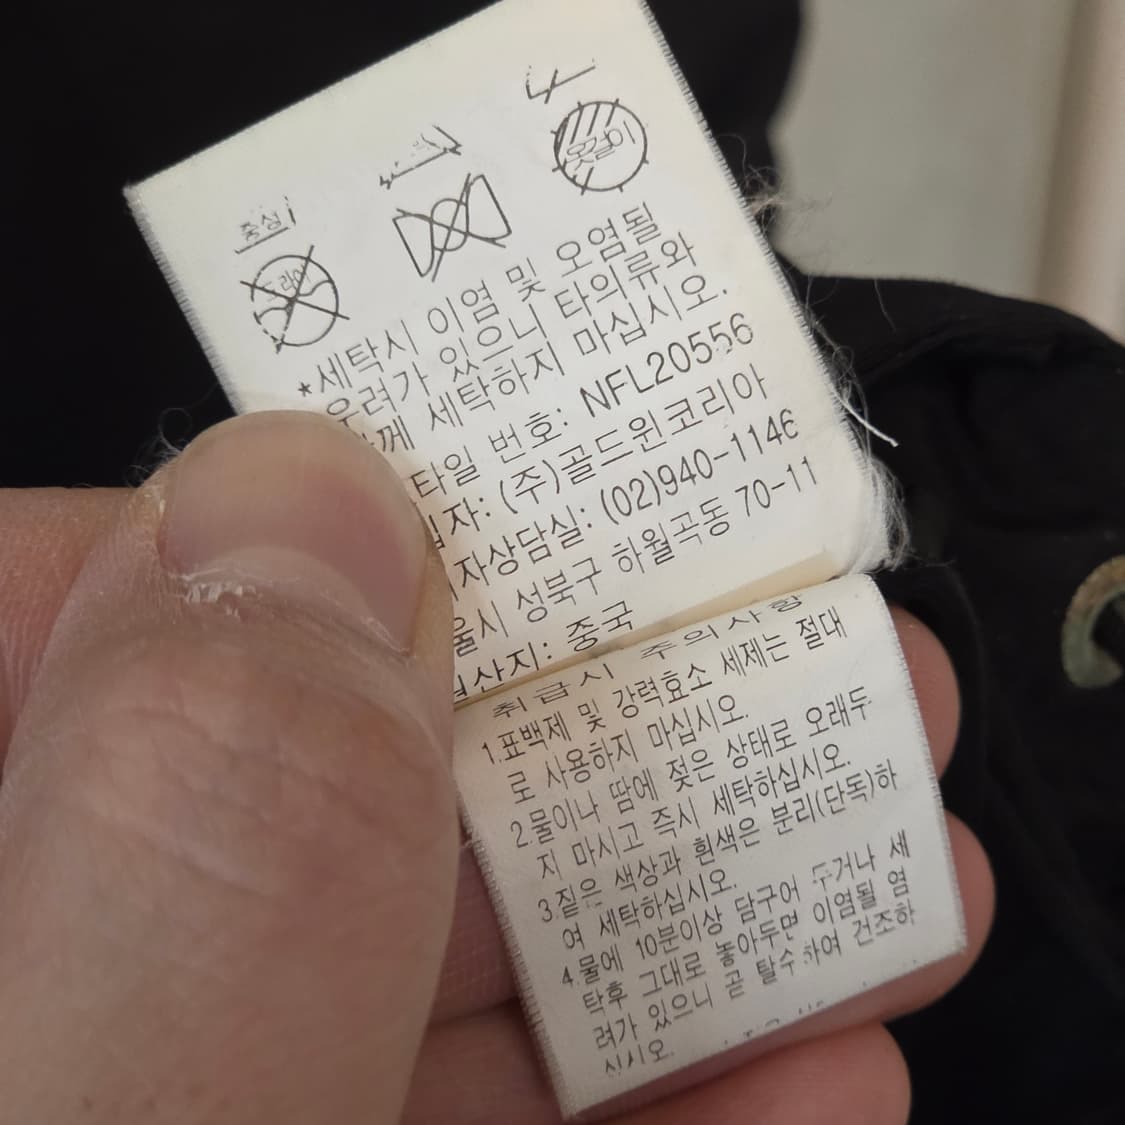 중성
드라이
옷걸이
*세탁시 이염 및 오염될
우려가 있으니 타의류와
함께 세탁하지 마십시오.
타일 번호: NFL20556
입자: (주)골드윈코리아
자상담실: (02)940-1146
울시 성북구 하월곡동 70-11
원산지: 중국
취급시 주의사항
1.표백제 및 강력효소 세제는 절대
로 사용하지 마십시오.
2.물이나 땀에 젖은 상태로 오래두
지 마시고 즉시 세탁하십시오.
3.짙은 색상과 흰색은 분리(단독)하
여 세탁하십시오.
4.물에 10분이상 담구어 두거나 세
탁후 그대로 놓아두면 이염될 염
려가 있으니 곧 탈수하여 건조하
십시오.